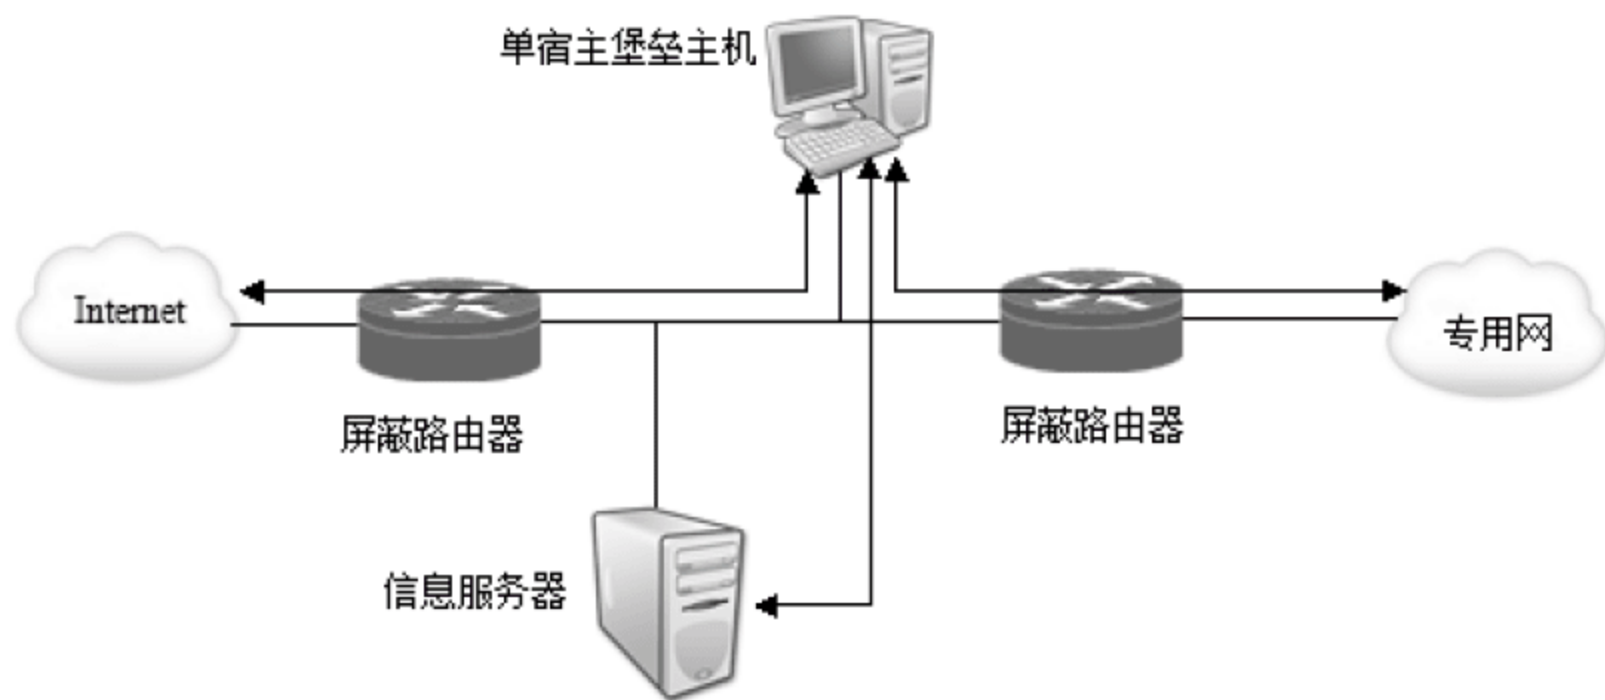 单宿主堡垒主机
Internet
专用网
屏蔽路由器
屏蔽路由器
信息服务器